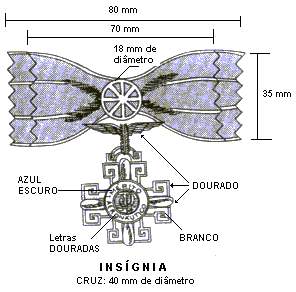 80 mm
70 mm
18 mm de
diâmetro
35 mm
AZUL
ESCURO
DOURADO
MÉRITO
Letras
DOURADAS
BRANCO
INSÍGNIA
CRUZ: 40 mm de diâmetro